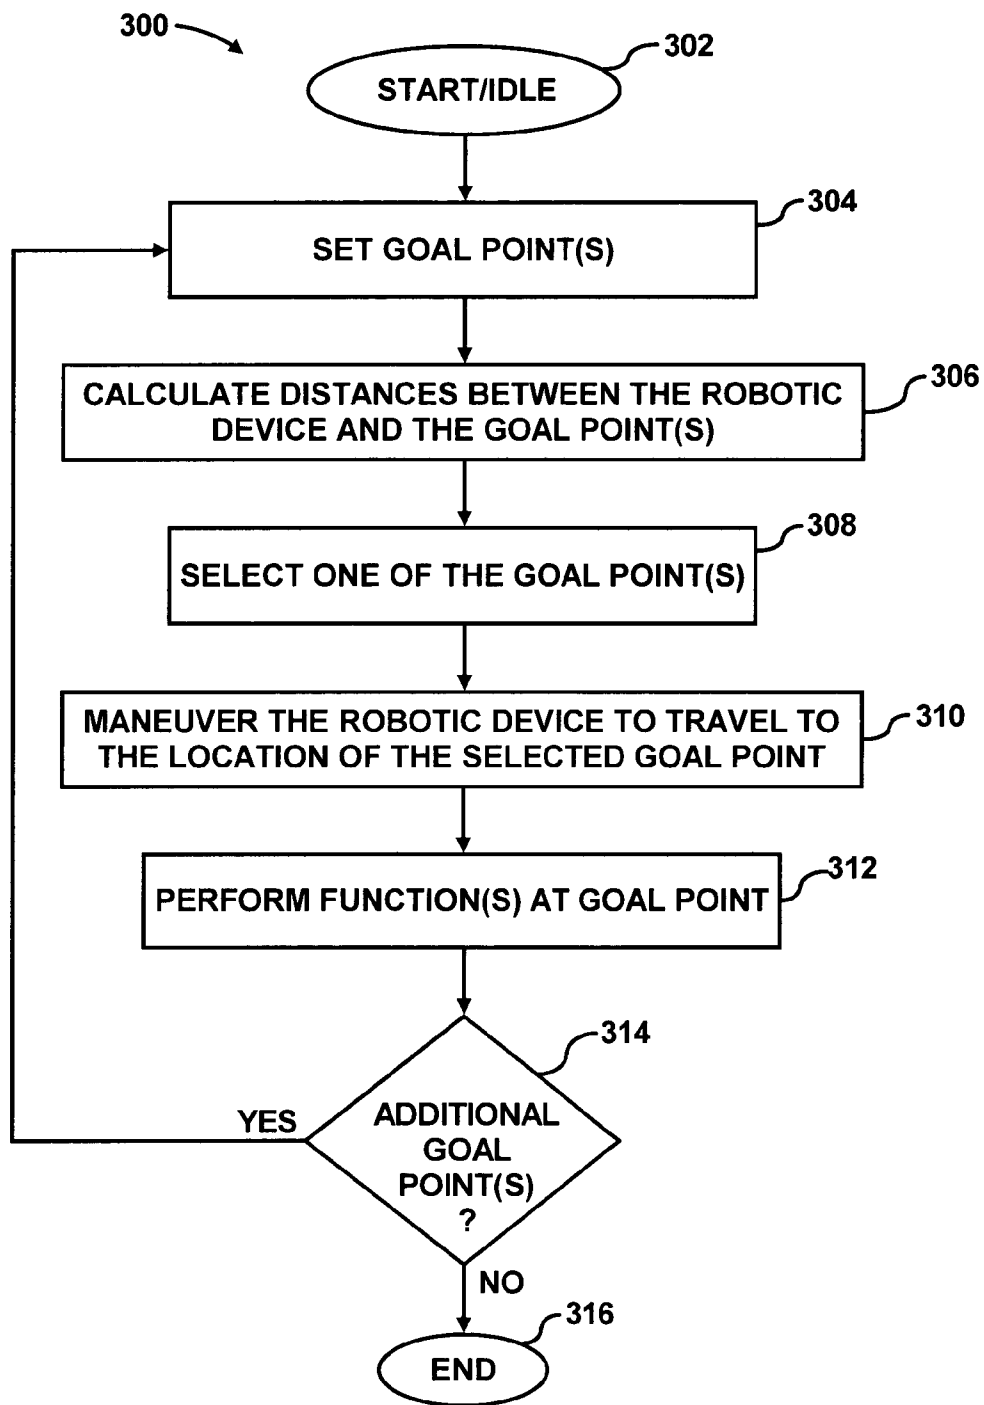 300
302
START/IDLE
304
SET GOAL POINT(S)
306
CALCULATE DISTANCES BETWEEN THE ROBOTIC
DEVICE AND THE GOAL POINT(S)
308
SELECT ONE OF THE GOAL POINT(S)
310
MANEUVER THE ROBOTIC DEVICE TO TRAVEL TO
THE LOCATION OF THE SELECTED GOAL POINT
312
PERFORM FUNCTION(S) AT GOAL POINT
314
YES
ADDITIONAL
GOAL
POINT(S)
?
NO
316
END